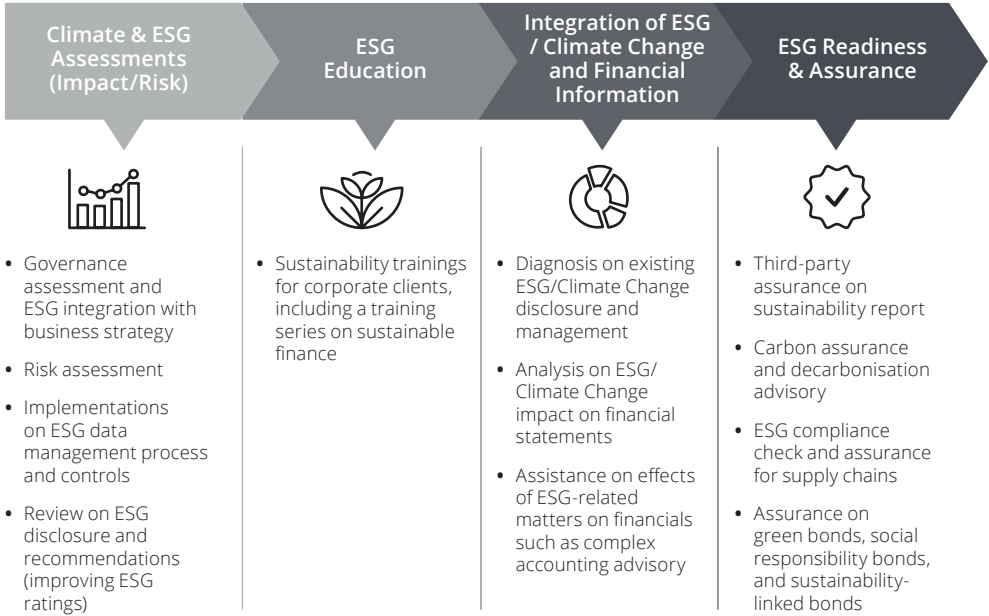 Climate & ESG
Assessments
(Impact/Risk)
ESG
Education
Integration of ESG
/ Climate Change
and Financial
Information
ESG Readiness
& Assurance
• Governance
assessment and
ESG integration with
business strategy
• Risk assessment
• Implementations
on ESG data
management process
and controls
• Review on ESG
disclosure and
recommendations
(improving ESG
ratings)
• Sustainability trainings
for corporate clients,
including a training
series on sustainable
finance
• Diagnosis on existing
ESG/Climate Change
disclosure and
management
• Analysis on ESG/
Climate Change
impact on financial
statements
• Assistance on effects
of ESG-related
matters on financials
such as complex
accounting advisory
• Third-party
assurance on
sustainability report
• Carbon assurance
and decarbonisation
advisory
• ESG compliance
check and assurance
for supply chains
• Assurance on
green bonds, social
responsibility bonds,
and sustainability-
linked bonds